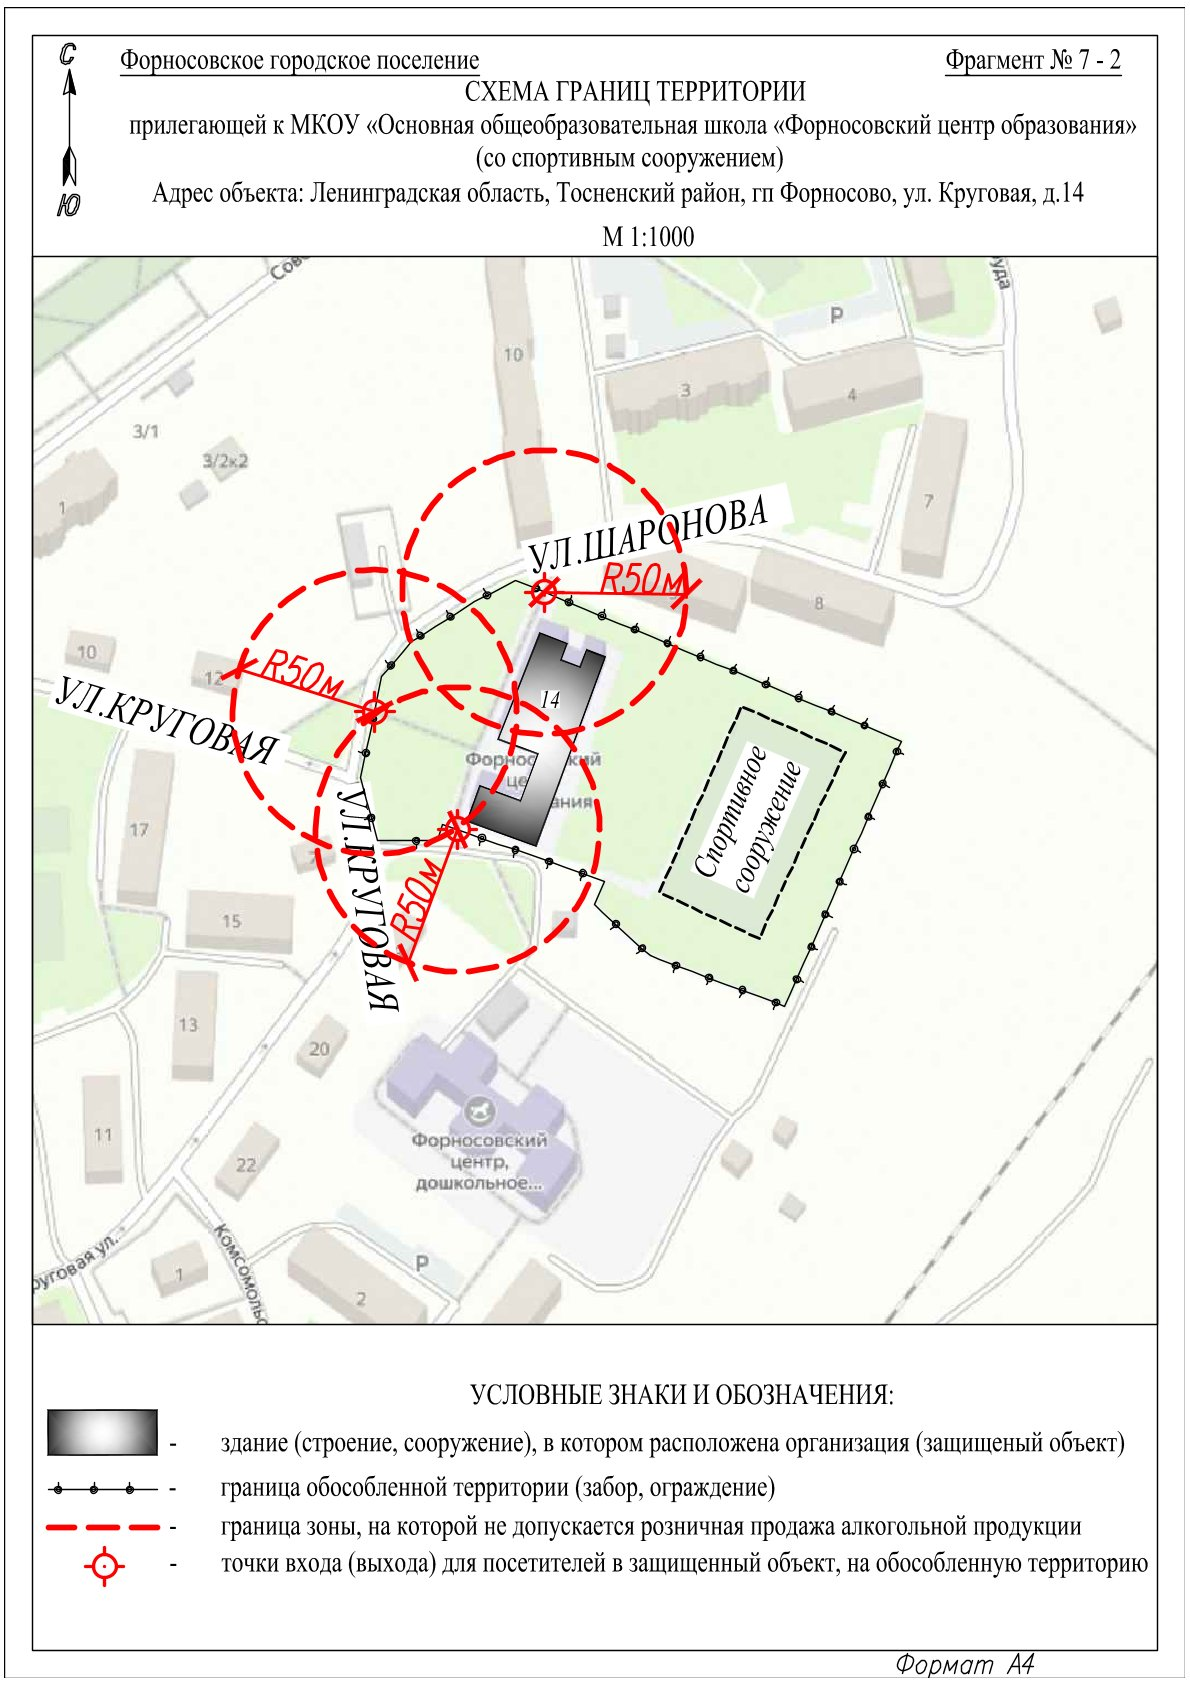 С
Ю
Форносовское городское поселение
Фрагмент № 7 - 2
СХЕМА ГРАНИЦ ТЕРРИТОРИИ
прилегающей к МКОУ «Основная общеобразовательная школа «Форносовский центр образования»
(со спортивным сооружением)
Адрес объекта: Ленинградская область, Тосненский район, гп Форносово, ул. Круговая, д.14
М 1:1000
10
P
3
4
3/1
3/2к2
1
7
УЛ.ШАРОНОВА
R50м
8
10
12
R50м
УЛ.КРУГОВАЯ
14
Спортивное
сооружение
17
7
УЛ.КРУГОВАЯ
R50м
15
13
20
11
22
Форносовский
центр,
дошкольное...
P
1
2
УСЛОВНЫЕ ЗНАКИ И ОБОЗНАЧЕНИЯ:
- здание (строение, сооружение), в котором расположена организация (защищеный объект)
- граница обособленной территории (забор, ограждение)
- граница зоны, на которой не допускается розничная продажа алкогольной продукции
- точки входа (выхода) для посетителей в защищенный объект, на обособленную территорию
Формат А4